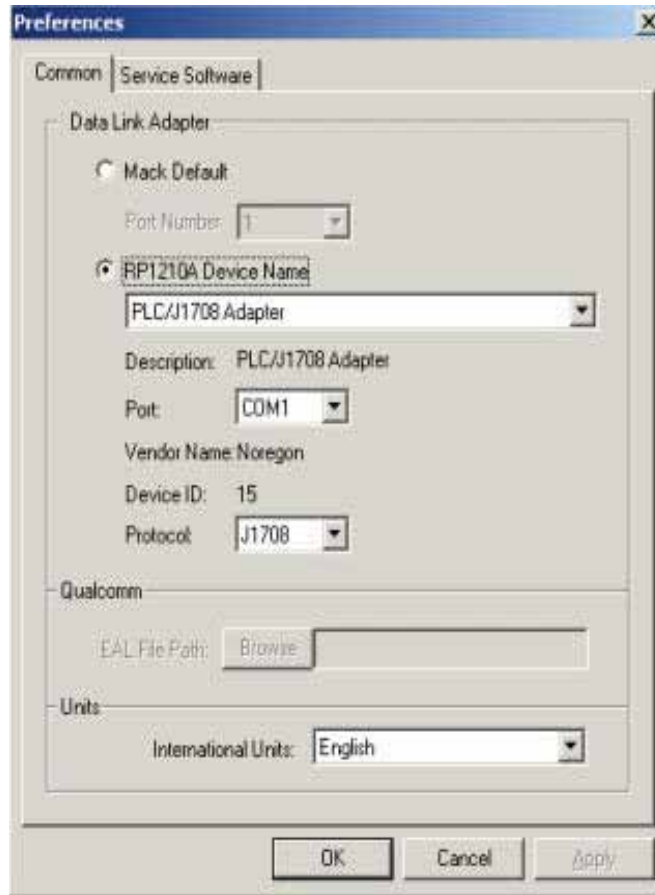 Preferences
Common Service Software
Data Link Adapter
Mack Default
Port Number 1
RP1210A Device Name
PLC/J1708 Adapter
Description: PLC/J1708 Adapter
Port: COM1
Vendor Name: Noregon
Device ID: 15
Protocol: J1708
Qualcomm
EAL File Path: Browse
Units
International Units: English
OK Cancel Apply